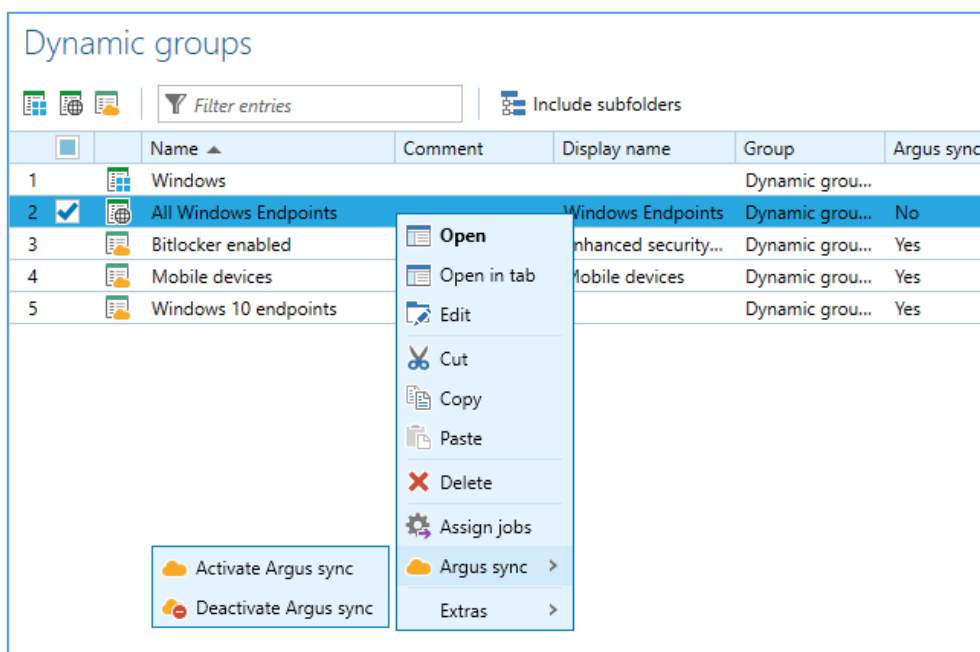 Dynamic groups
Filter entries
Include subfolders
Name Comment Display name Group Argus sync
1 Windows Dynamic grou...
2 All Windows Endpoints Windows Endpoints Dynamic grou... No
3 Bitlocker enabled nhanced security... Dynamic grou... Yes
4 Mobile devices Mobile devices Dynamic grou... Yes
5 Windows 10 endpoints Dynamic grou... Yes
Open
Open in tab
Edit
Cut
Copy
Paste
Delete
Assign jobs
Argus sync >
Extras >
Activate Argus sync
Deactivate Argus sync